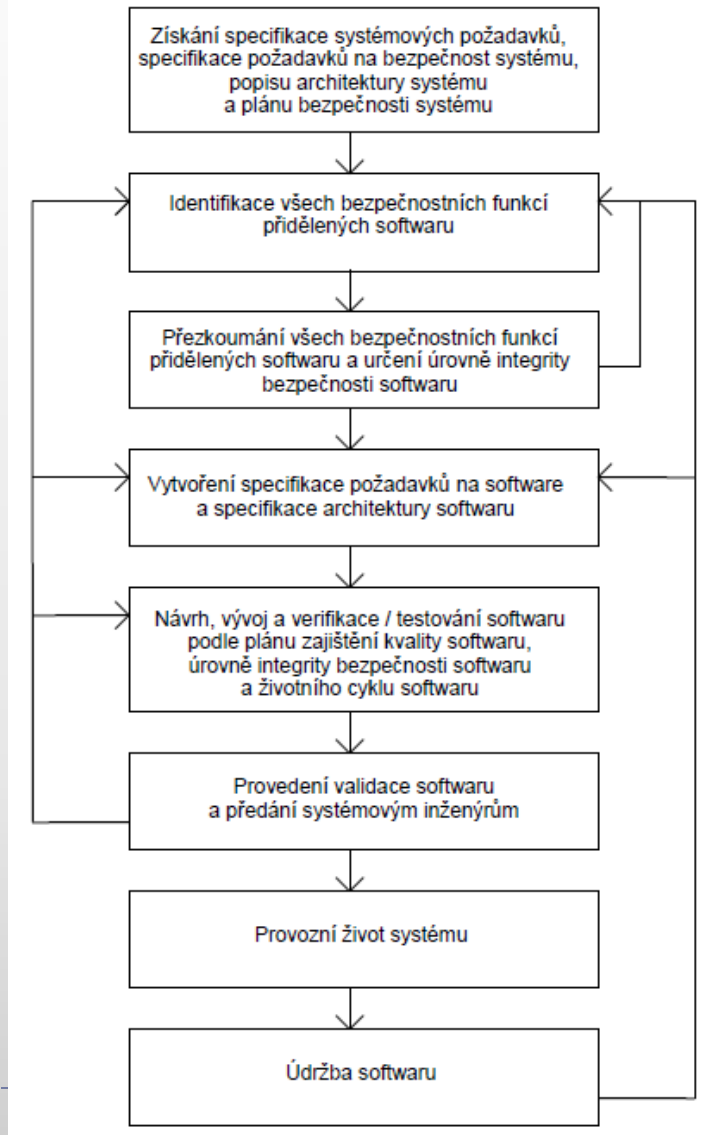 Získání specifikace systémových požadavků,
specifikace požadavků na bezpečnost systému,
popisu architektury systému
a plánu bezpečnosti systému
Identifikace všech bezpečnostních funkcí
přidělených softwaru
Přezkoumání všech bezpečnostních funkcí
přidělených softwaru a určení úrovně integrity
bezpečnosti softwaru
Vytvoření specifikace požadavků na software
a specifikace architektury softwaru
Návrh, vývoj a verifikace / testování softwaru
podle plánu zajištění kvality softwaru,
úrovně integrity bezpečnosti softwaru
a životního cyklu softwaru
Provedení validace softwaru
a předání systémovým inženýrům
Provozní život systému
Údržba softwaru